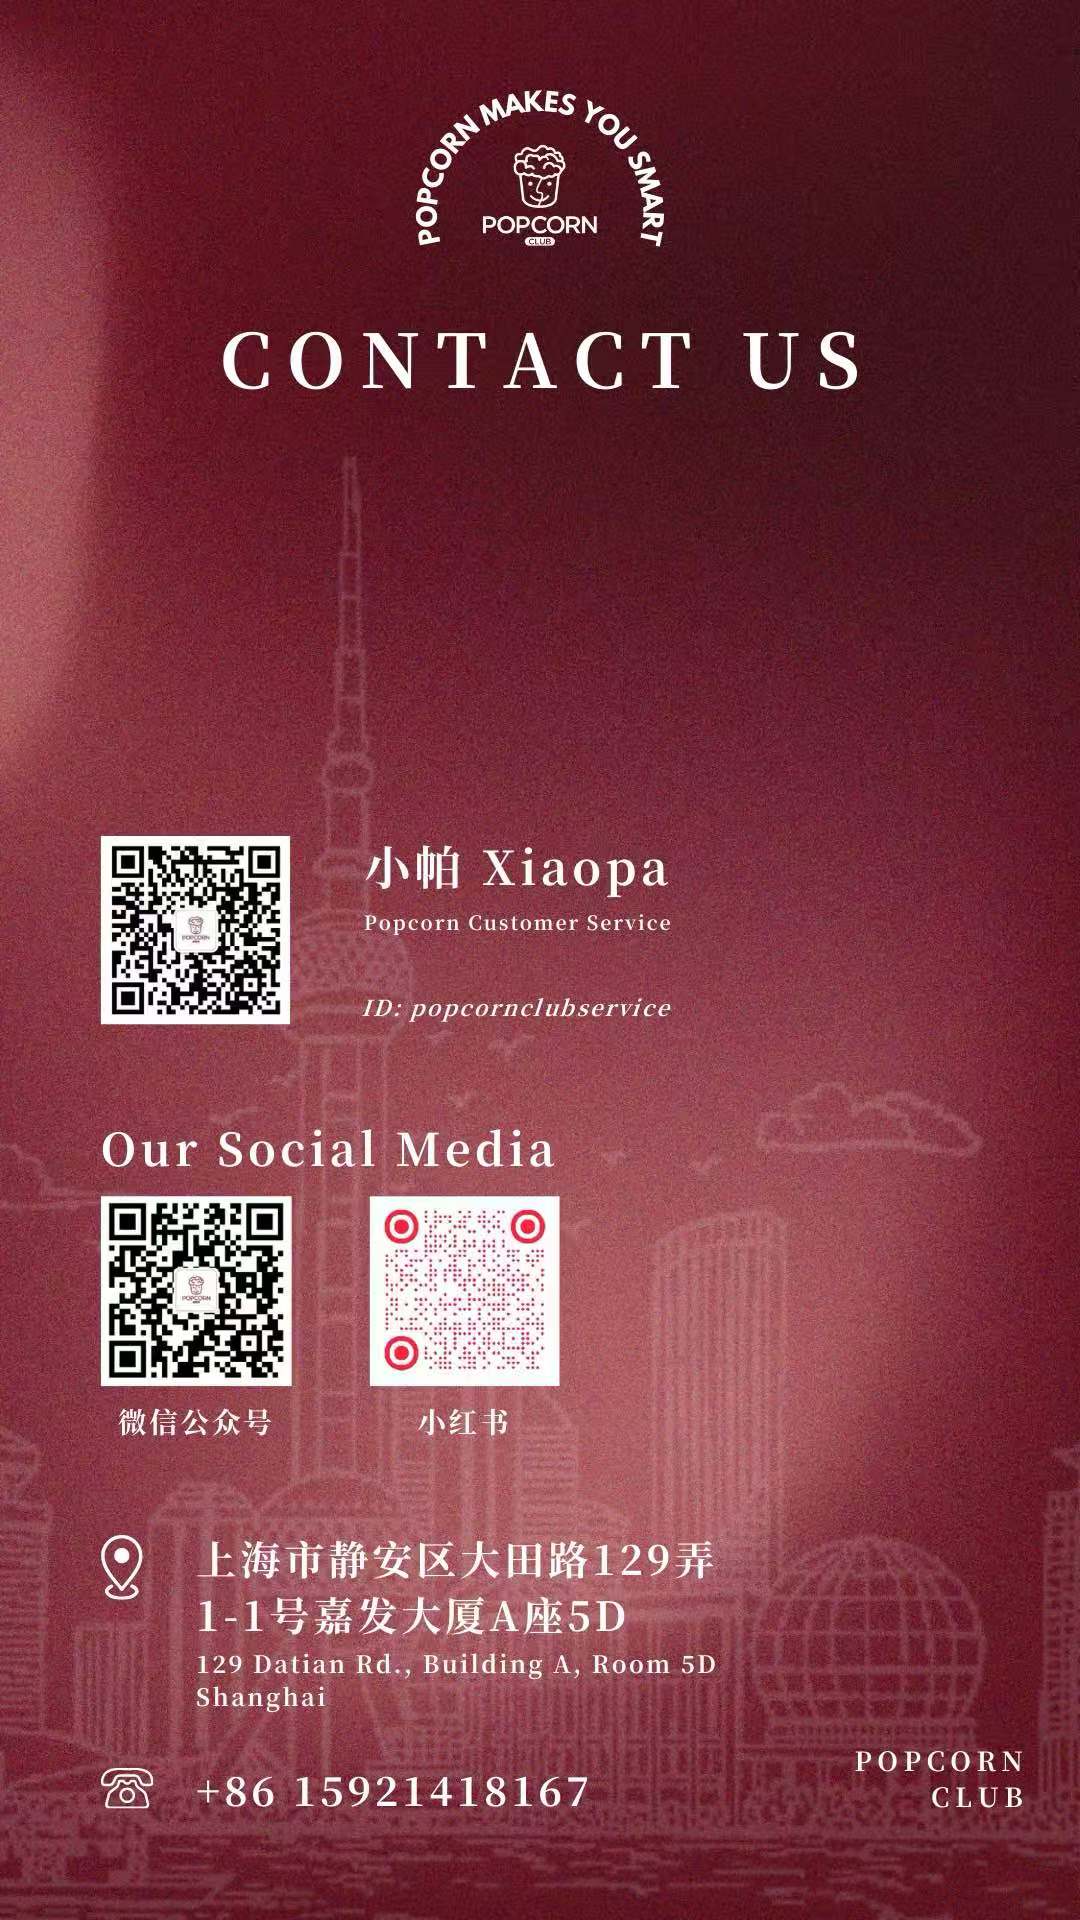 POPCORN MAKES YOU SMART
POPCORN
CLUB
CONTACT US
小帕 Xiaopa
Popcorn Customer Service
ID: popcornclubservice
Our Social Media
POPCORN
POPCORN
微信公众号
小红书
上海市静安区大田路129弄
1-1号嘉发大厦A座5D
129 Datian Rd., Building A, Room 5D
Shanghai
+86 15921418167
POPCORN
CLUB